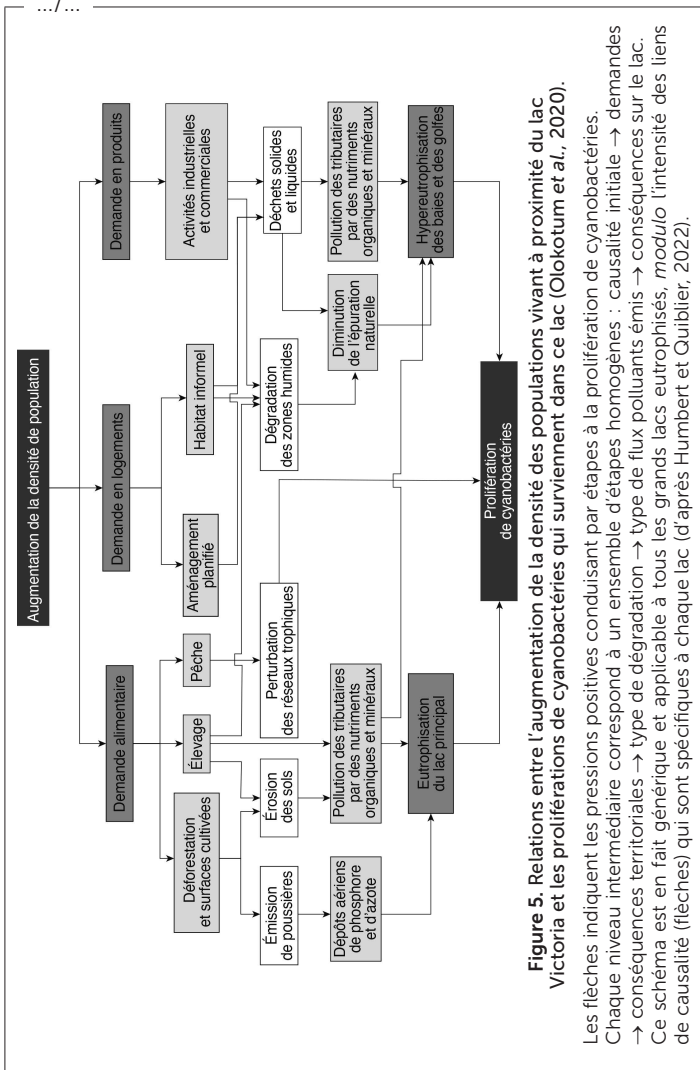 .../...
Augmentation de la densité de population
Demande alimentaire
Demande en logements
Demande en produits
Déforestation
et surfaces cultivées
Élevage
Pêche
Aménagement
planifié
Habitat informel
Activités industrielles
et commerciales
Émission
de poussières
Érosion
des sols
Perturbation
des réseaux trophiques
Dégradation
des zones humides
Déchets solides
et liquides
Dépôts aériens
de phosphore
et d'azote
Pollution des tributaires
par des nutriments
organiques et minéraux
Diminution
de l'épuration
naturelle
Pollution des tributaires
par des nutriments
organiques et minéraux
Eutrophisation
du lac principal
Hypereutrophisation
des baies et des golfes
Prolifération
de cyanobactéries
Figure 5. Relations entre l'augmentation de la densité des populations vivant à proximité du lac
Victoria et les proliférations de cyanobactéries qui surviennent dans ce lac (Olokotum et al., 2020).
Les flèches indiquent les pressions positives conduisant par étapes à la prolifération de cyanobactéries.
Chaque niveau intermédiaire correspond à un ensemble d'étapes homogènes : causalité initiale → demandes
→ conséquences territoriales → type de dégradation → type de flux polluants émis → conséquences sur le lac.
Ce schéma est en fait générique et applicable à tous les grands lacs eutrophisés, modulo l'intensité des liens
de causalité (flèches) qui sont spécifiques à chaque lac (d'après Humbert et Quiblier, 2022).